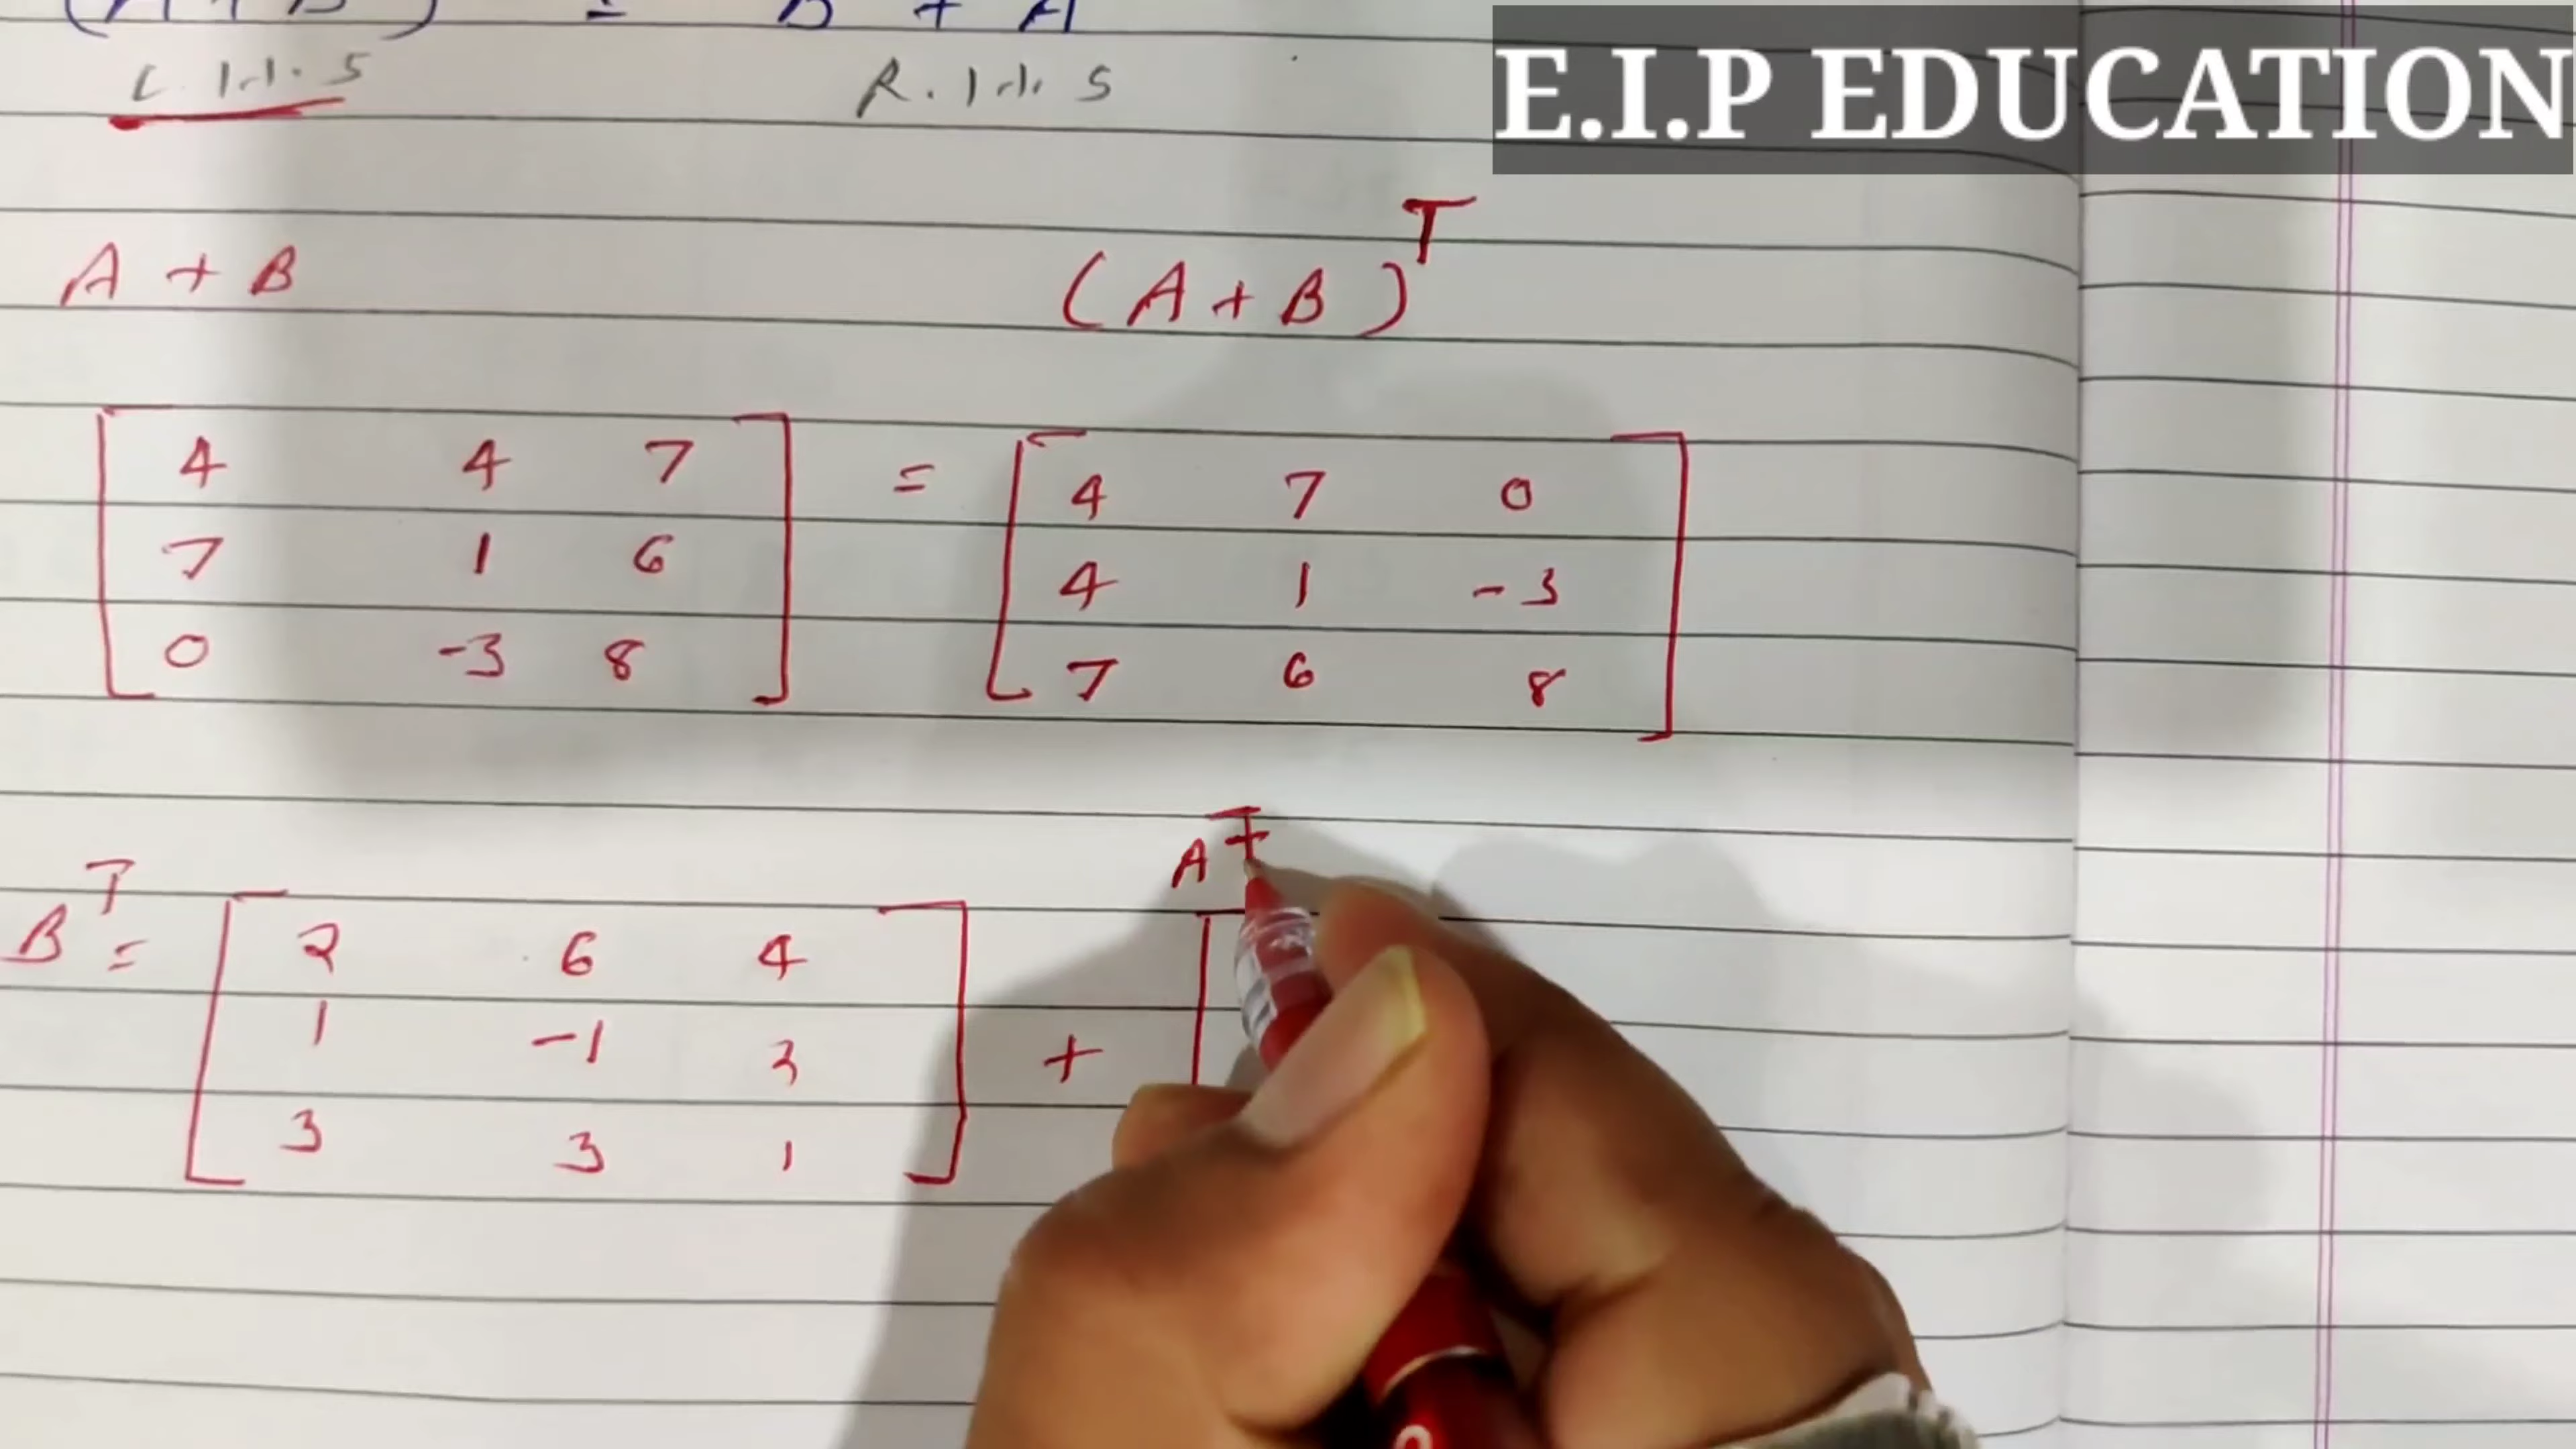 (A + B) = B + A
E.I.P EDUCATION
L.H.S R.H.S
A + B (A + B)ᵀ
[ 4 4 7 ] = [ 4 7 0 ]
[ 7 1 6 ] [ 4 1 -3 ]
[ 0 -3 8 ] [ 7 6 8 ]
Aᵀ
Bᵀ = [ 2 6 4 ] + [
[ 1 -1 ]
[ 3 3 1 ]